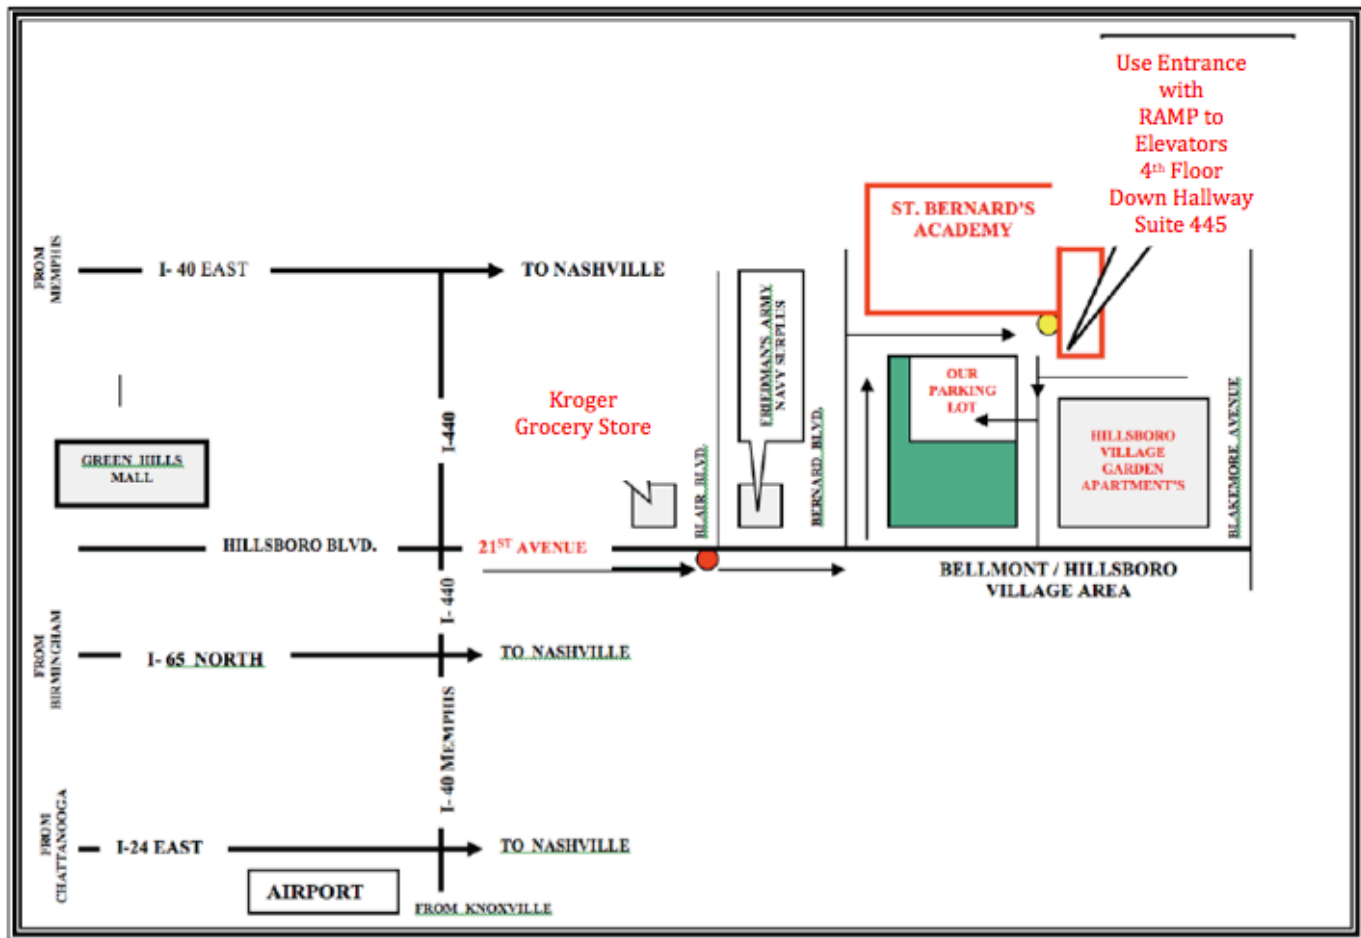 Use Entrance
with
RAMP to
Elevators
4th Floor
Down Hallway
Suite 445
ST. BERNARD'S
ACADEMY
FROM
MEMPHIS
I- 40 EAST
TO NASHVILLE
ERIEDMAN'S ARMY
NAVY SURPLUS
I-440
Kroger
Grocery Store
OUR
PARKING
LOT
GREEN HILLS
MALL
BLAIR BLVD.
BERNARD BLVD.
HILLSBORO
VILLAGE
GARDEN
APARTMENT'S
BLAKEMORE AVENUE
HILLSBORO BLVD.
21ST AVENUE
BELLMONT / HILLSBORO
VILLAGE AREA
I- 440
FROM
BIRMINGHAM
I- 65 NORTH
TO NASHVILLE
I- 40 MEMPHIS
FROM
CHATTANOOGA
I-24 EAST
TO NASHVILLE
AIRPORT
FROM KNOXVILLE